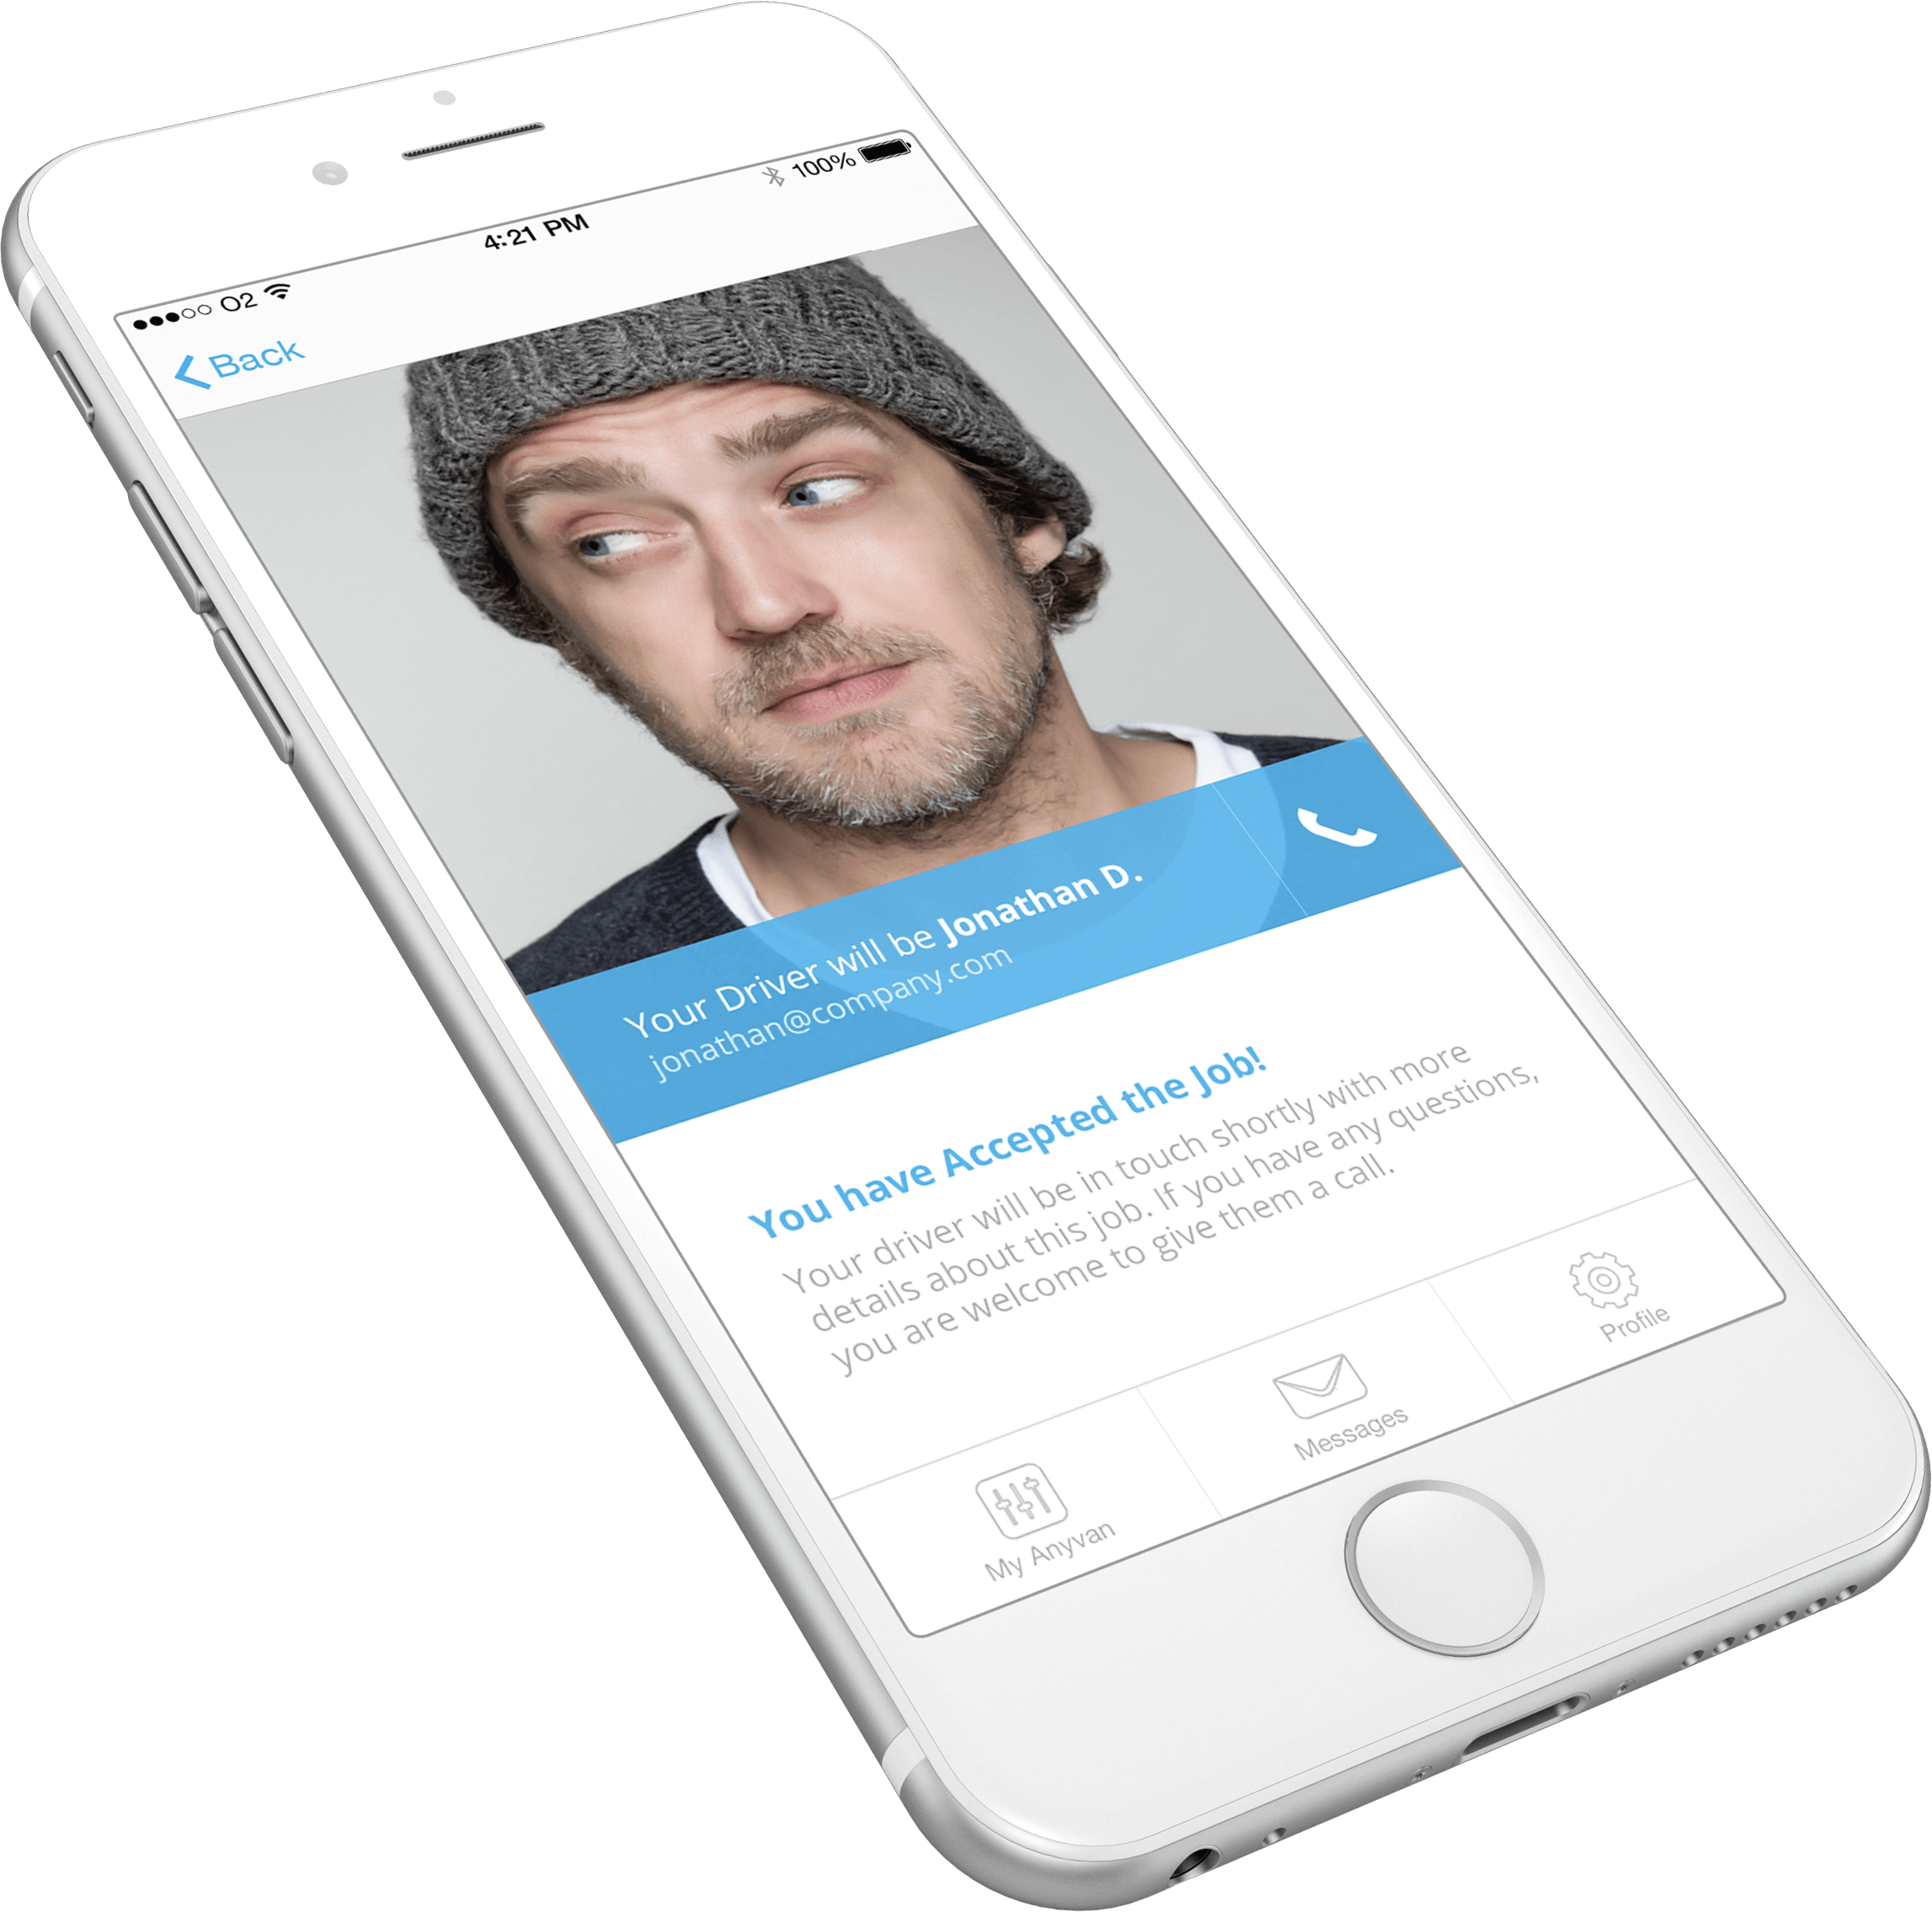 O2 4:21 PM 100%
Back
Your Driver will be Jonathan D.
jonathan@company.com
You have Accepted the Job!
Your driver will be in touch shortly with more
details about this job. If you have any questions,
you are welcome to give them a call.
My Anyvan Messages Profile